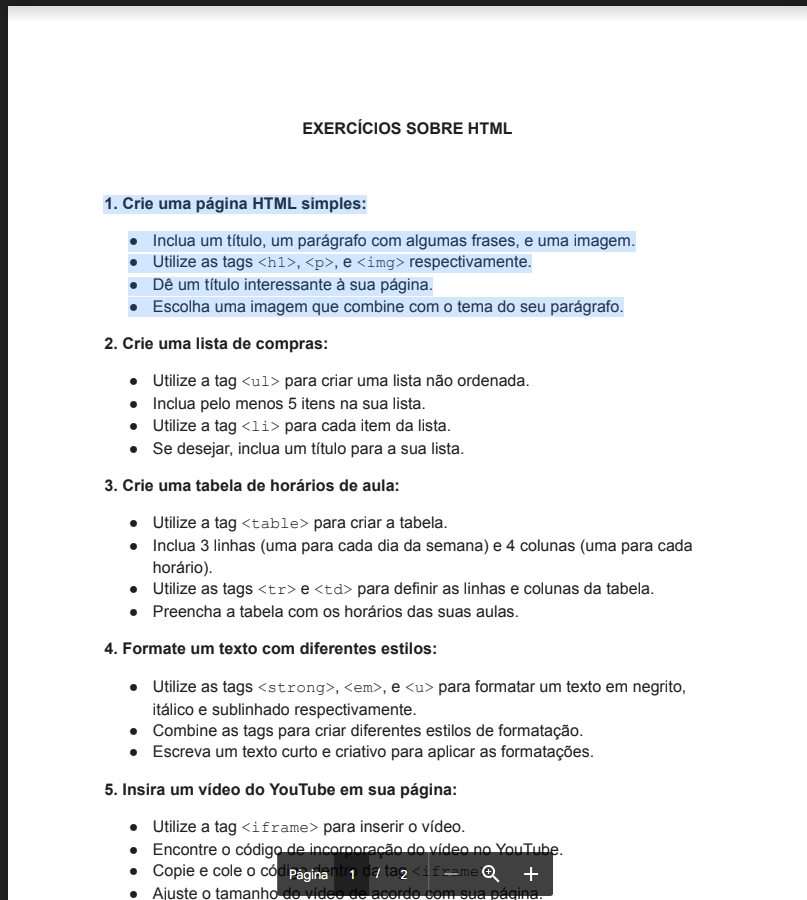 EXERCÍCIOS SOBRE HTML
1. Crie uma página HTML simples:
● Inclua um título, um parágrafo com algumas frases, e uma imagem.
● Utilize as tags <h1>, <p>, e <img> respectivamente.
● Dê um título interessante à sua página.
● Escolha uma imagem que combine com o tema do seu parágrafo.
2. Crie uma lista de compras:
● Utilize a tag <ul> para criar uma lista não ordenada.
● Inclua pelo menos 5 itens na sua lista.
● Utilize a tag <li> para cada item da lista.
● Se desejar, inclua um título para a sua lista.
3. Crie uma tabela de horários de aula:
● Utilize a tag <table> para criar a tabela.
● Inclua 3 linhas (uma para cada dia da semana) e 4 colunas (uma para cada
horário).
● Utilize as tags <tr> e <td> para definir as linhas e colunas da tabela.
● Preencha a tabela com os horários das suas aulas.
4. Formate um texto com diferentes estilos:
● Utilize as tags <strong>, <em>, e <u> para formatar um texto em negrito,
itálico e sublinhado respectivamente.
● Combine as tags para criar diferentes estilos de formatação.
● Escreva um texto curto e criativo para aplicar as formatações.
5. Insira um vídeo do YouTube em sua página:
● Utilize a tag <iframe> para inserir o vídeo.
● Encontre o código de incorporação do vídeo no YouTube.
● Copie e cole o código dentro da tag <iframe
● Ajuste o tamanho do vídeo de acordo com sua página.
Página 1 / 2